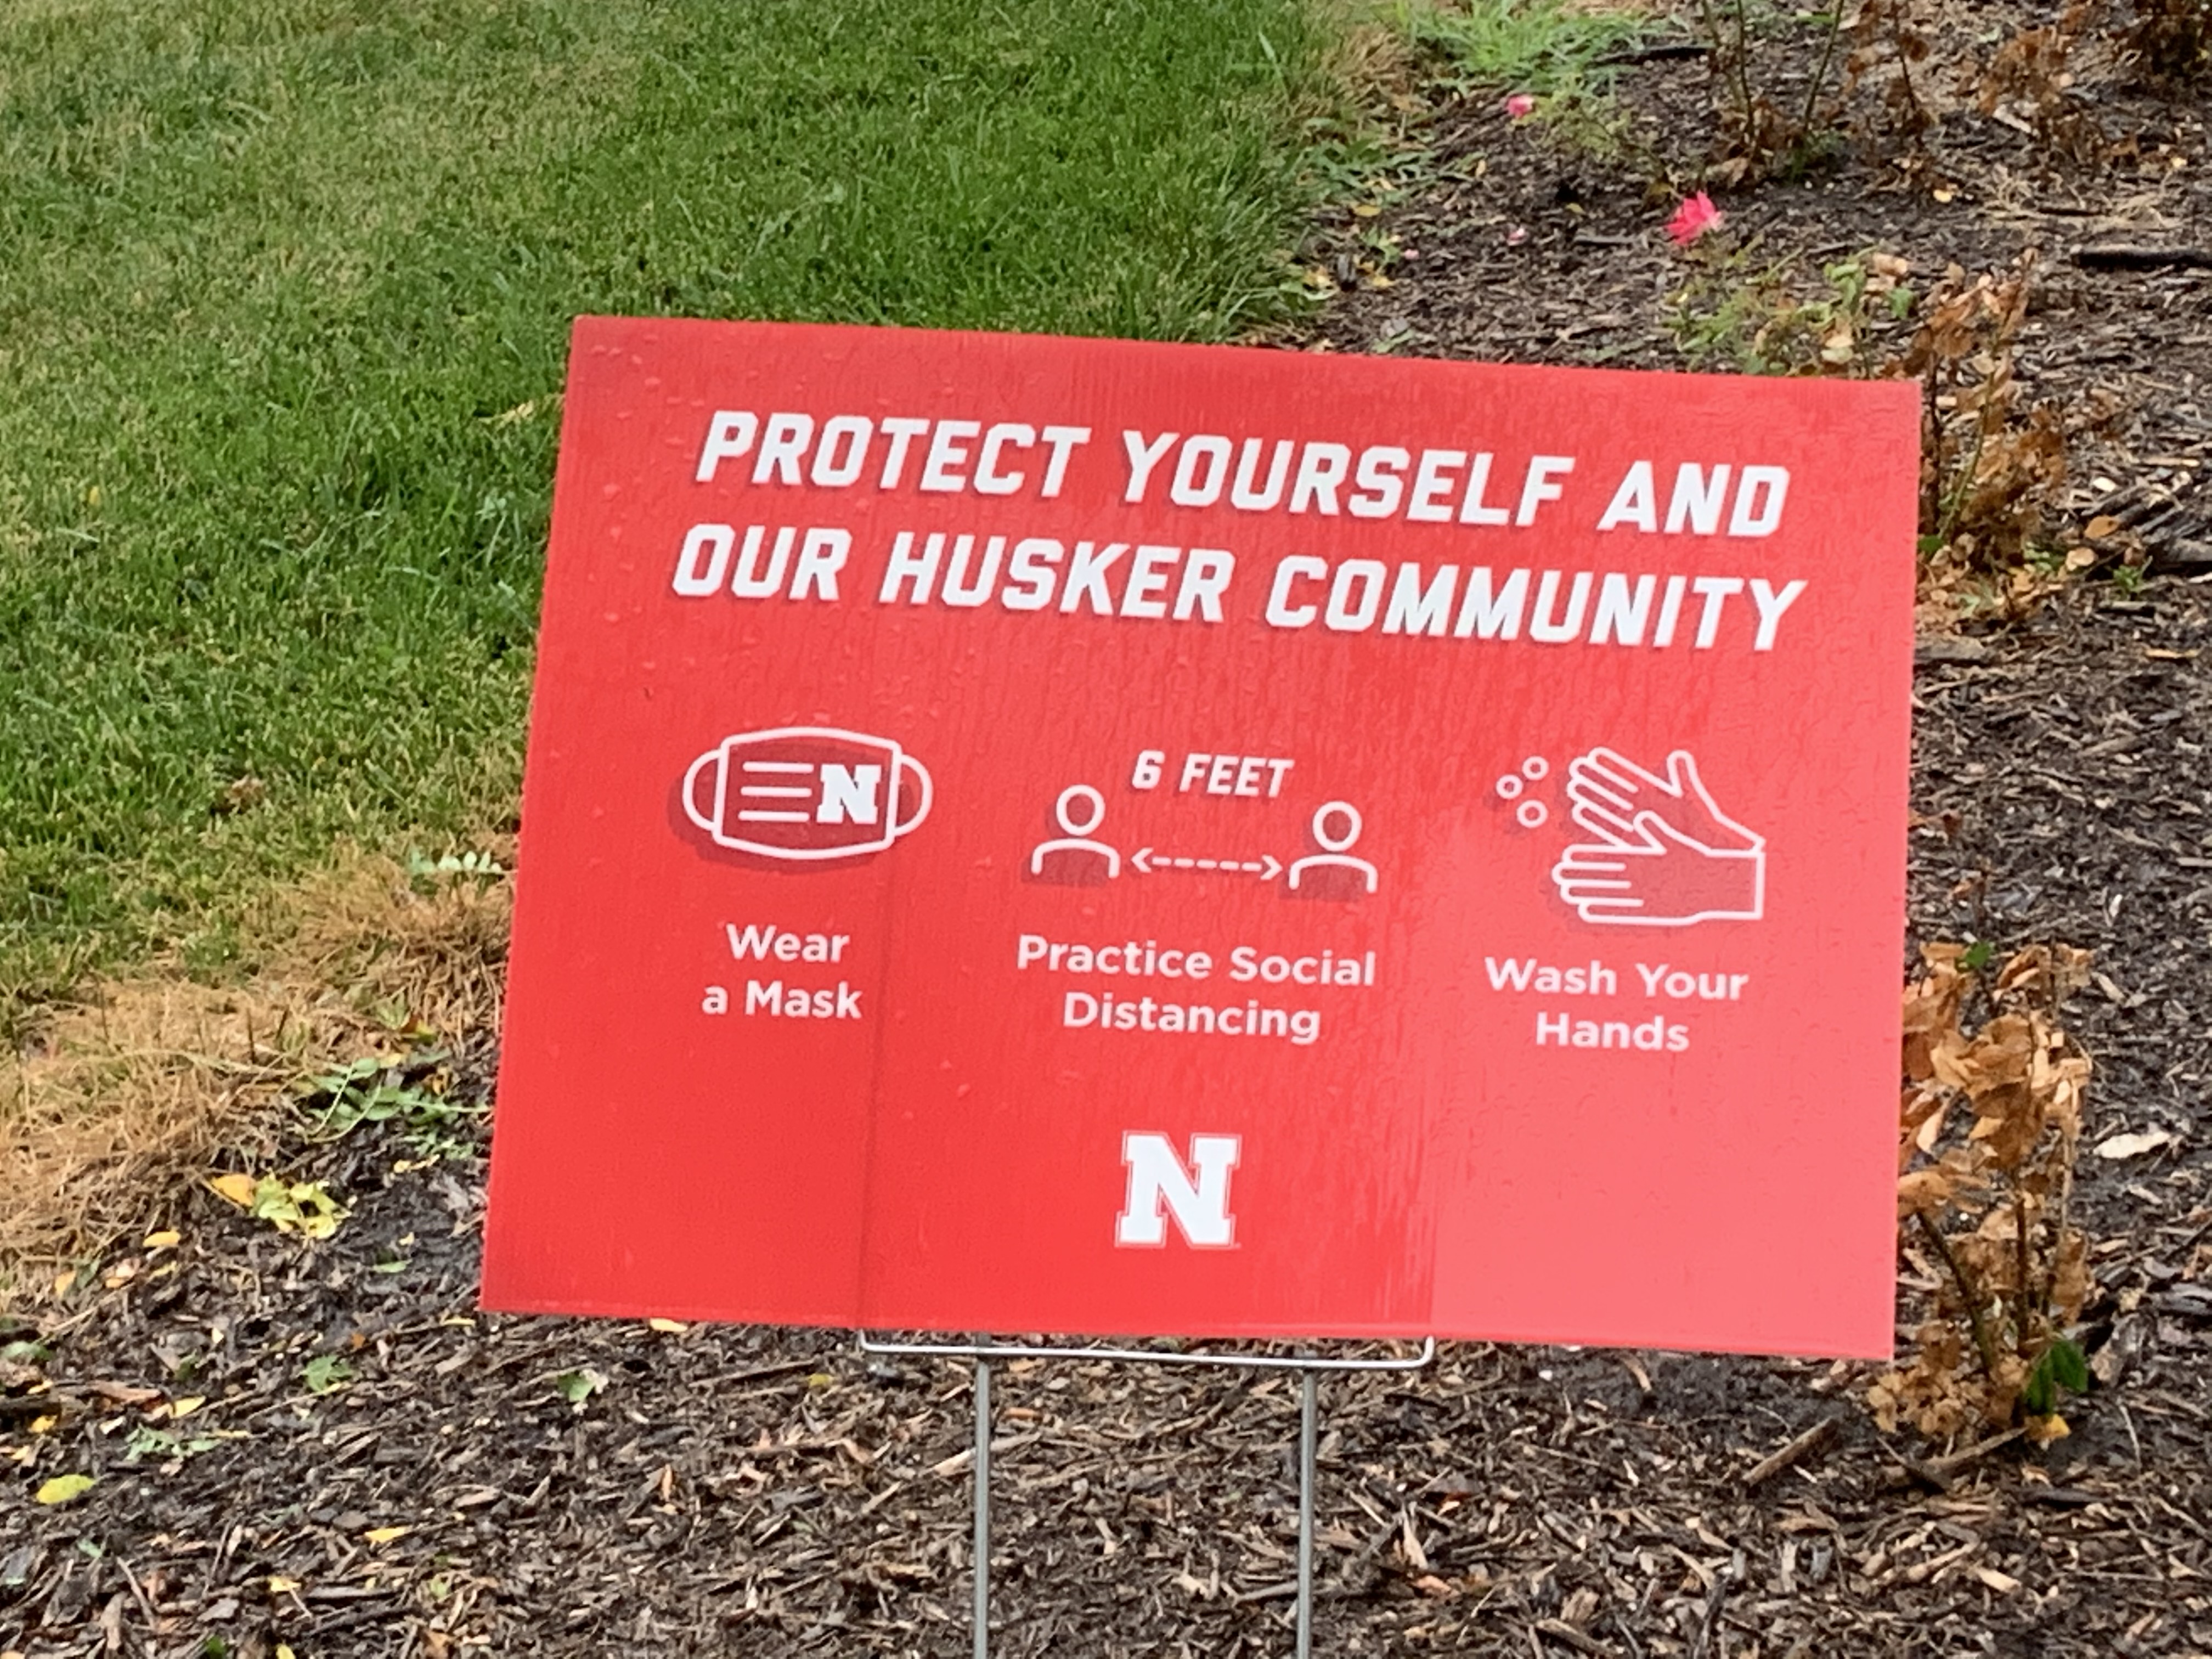 PROTECT YOURSELF AND
OUR HUSKER COMMUNITY
N
6 FEET
Wear
a Mask
Practice Social
Distancing
Wash Your
Hands
N